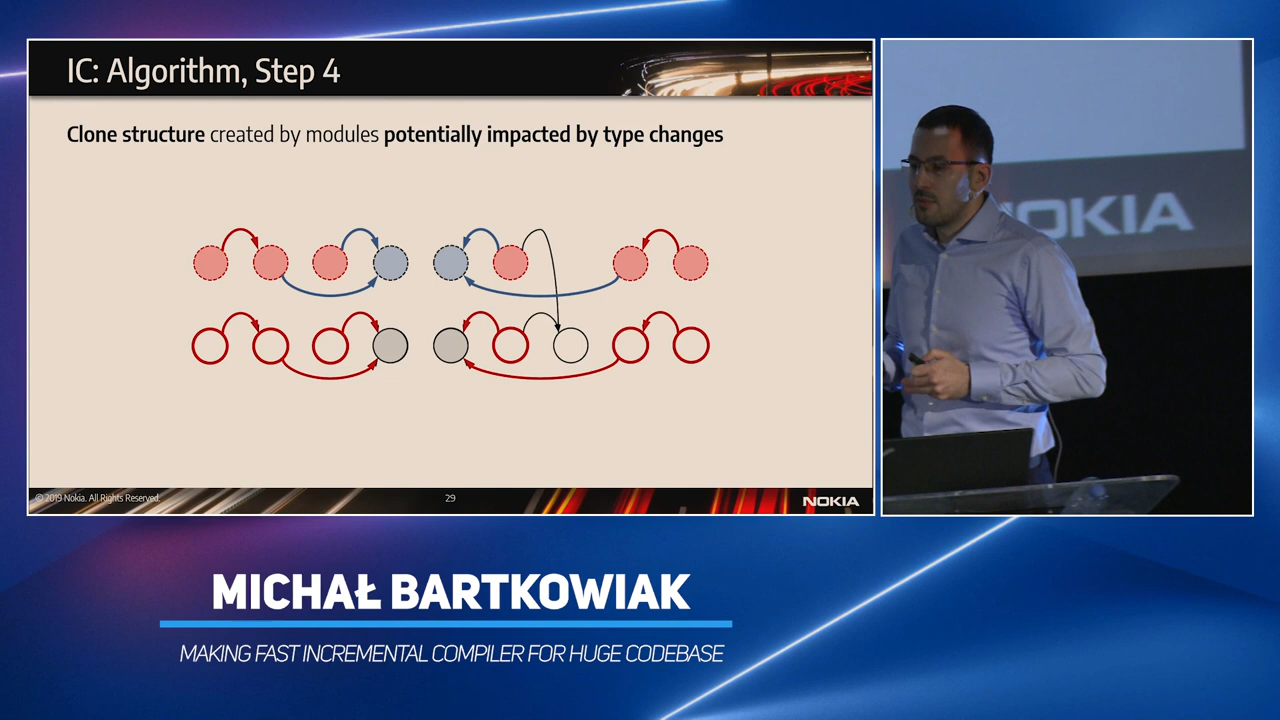 IC: Algorithm, Step 4
Clone structure created by modules potentially impacted by type changes
© 2019 Nokia. All Rights Reserved.
29
NOKIA
NOKIA
MICHAŁ BARTKOWIAK
MAKING FAST INCREMENTAL COMPILER FOR HUGE CODEBASE